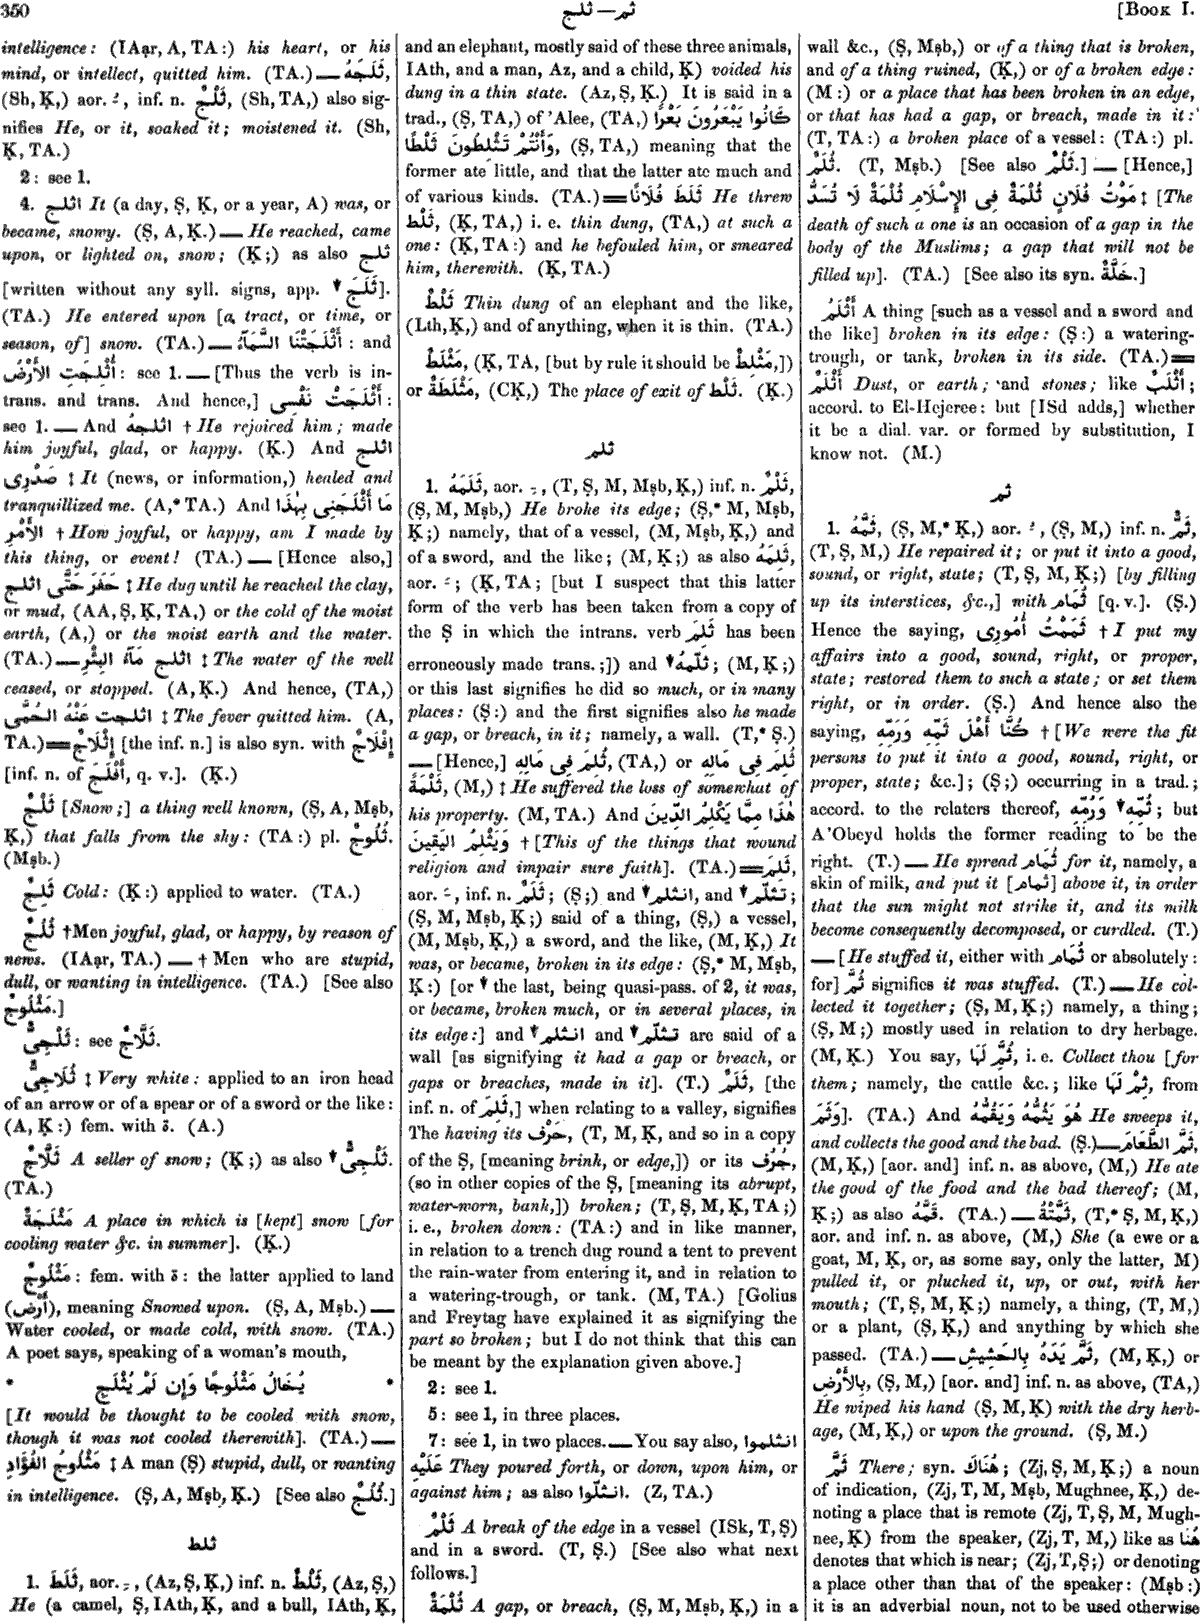 350
ثلج — ثم
[BOOK I.
intelligence: (IAạr, A, TA:) his heart, or his
mind, or intellect, quitted him. (TA.) — ثَلَجَهُ,
(Sh, Ḳ,) aor. ـُ, inf. n. ثَلْجٌ, (Sh, TA,) also sig-
nifies He, or it, soaked it; moistened it. (Sh,
Ḳ, TA.)
2: see 1.
4. اثلج It (a day, Ṣ, Ḳ, or a year, A) was, or
became, snowy. (Ṣ, A, Ḳ.) — He reached, came
upon, or lighted on, snow; (Ḳ;) as also ثلج
[written without any syll. signs, app. ▼ ثَلَجَ].
(TA.) He entered upon [a tract, or time, or
season, of] snow. (TA.) — أَثْلَجَتْنَا السَّمَآءُ: and
أُثْلِجَتِ الأَرْضُ: see 1. — [Thus the verb is in-
trans. and trans. And hence,] أَثْلَجَتْ نَفْسِى:
see 1. — And اثلجهُ † He rejoiced him; made
him joyful, glad, or happy. (Ḳ.) And اثلج
صَدْرِى ‡ It (news, or information,) healed and
tranquillized me. (A,* TA.) And مَا أَثْلَجَنِى بِهٰذَا
الأَمْرِ † How joyful, or happy, am I made by
this thing, or event! (TA.) — [Hence also,]
حَفَرَ حَتَّى اثلج ‡ He dug until he reached the clay,
or mud, (AA, Ṣ, Ḳ, TA,) or the cold of the moist
earth, (A,) or the moist earth and the water.
(TA.) — اثلج مَآءُ البِئْرِ ‡ The water of the well
ceased, or stopped. (A, Ḳ.) And hence, (TA,)
اثلجت عَنْهُ الحُمَّى ‡ The fever quitted him. (A,
TA.) = إِثْلَاجٌ [the inf. n.] is also syn. with إِفْلَاجٌ
[inf. n. of أَفْلَجَ, q. v.]. (Ḳ.)
ثَلْجٌ [Snow;] a thing well known, (Ṣ, A, Mṣb,
Ḳ,) that falls from the sky: (TA:) pl. ثُلُوجٌ.
(Mṣb.)
ثَلِجٌ Cold: (Ḳ:) applied to water. (TA.)
ثُلُجٌ † Men joyful, glad, or happy, by reason of
news. (IAạr, TA.) — † Men who are stupid,
dull, or wanting in intelligence. (TA.) [See also
مَثْلُوجٌ.]
ثَلْجِىٌّ: see ثَلَّاجٌ.
ثُلَاجِىٌّ ‡ Very white: applied to an iron head
of an arrow or of a spear or of a sword or the like:
(A, Ḳ:) fem. with ة. (A.)
ثَلَّاجٌ A seller of snow; (Ḳ;) as also ▼ ثَلْجِىٌّ.
(TA.)
مَثْلَجَةٌ A place in which is [kept] snow [for
cooling water &c. in summer]. (Ḳ.)
مَثْلُوجٌ: fem. with ة: the latter applied to land
(أَرْض), meaning Snowed upon. (Ṣ, A, Mṣb.) —
Water cooled, or made cold, with snow. (TA.)
A poet says, speaking of a woman's mouth,
* يُخَالُ مَثْلُوجًا وَإِن لَمْ يُثْلَجِ *
[It would be thought to be cooled with snow,
though it was not cooled therewith]. (TA.) —
مَثْلُوجُ الفُؤَادِ ‡ A man (Ṣ) stupid, dull, or wanting
in intelligence. (Ṣ, A, Mṣb, Ḳ.) [See also ثُلُجٌ.]
ثلط
1. ثَلَطَ, aor. ـِ, (Az, Ṣ, Ḳ,) inf. n. ثَلْطٌ, (Az, Ṣ,)
He (a camel, Ṣ, IAth, Ḳ, and a bull, IAth, Ḳ,
and an elephant, mostly said of these three animals,
IAth, and a man, Az, and a child, Ḳ) voided his
dung in a thin state. (Az, Ṣ, Ḳ.) It is said in a
trad., (Ṣ, TA,) of 'Alee, (TA,) كَانُوا يَبْعَرُونَ بَعْرًا
وَأَنْتُمْ تَثْلِطُونَ ثَلْطًا, (Ṣ, TA,) meaning that the
former ate little, and that the latter ate much and
of various kinds. (TA.) = ثَلَطَ فُلَانًا He threw
ثَلْط, (Ḳ, TA,) i. e. thin dung, (TA,) at such a
one: (Ḳ, TA:) and he befouled him, or smeared
him, therewith. (Ḳ, TA.)
ثَلْطٌ Thin dung of an elephant and the like,
(Lth, Ḳ,) and of anything, when it is thin. (TA.)
مَثْلَطٌ, (Ḳ, TA, [but by rule it should be مَثْلِطٌ,])
or مَثْلَطَةٌ, (CḲ,) The place of exit of ثَلْط. (Ḳ.)
ثلم
1. ثَلَمَهُ, aor. ـِ, (T, Ṣ, M, Mṣb, Ḳ,) inf. n. ثَلْمٌ,
(Ṣ, M, Mṣb,) He broke its edge; (Ṣ,* M, Mṣb,
Ḳ;) namely, that of a vessel, (M, Mṣb, Ḳ,) and
of a sword, and the like; (M, Ḳ;) as also ثَلِمَهُ,
aor. ـَ; (Ḳ, TA; [but I suspect that this latter
form of the verb has been taken from a copy of
the Ṣ in which the intrans. verb ثَلِمَ has been
erroneously made trans.;]) and ▼ ثلّمهُ; (M, Ḳ;)
or this last signifies he did so much, or in many
places: (Ṣ:) and the first signifies also he made
a gap, or breach, in it; namely, a wall. (T,* Ṣ.)
— [Hence,] ثُلِمَ فِى مَالِهِ, (TA,) or ثُلِمَ فِى مَالِهِ
ثَلْمَةً, (M,) ‡ He suffered the loss of somewhat of
his property. (M, TA.) And هٰذَا مِمَّا يَكْلِمُ الدِّينَ
وَيَثْلِمُ اليَقِينَ † [This of the things that wound
religion and impair sure faith]. (TA.) = ثَلِمَ,
aor. ـَ, inf. n. ثَلَمٌ; (Ṣ;) and ▼ انثلم, and ▼ تثلّم;
(Ṣ, M, Mṣb, Ḳ;) said of a thing, (Ṣ,) a vessel,
(M, Mṣb, Ḳ,) a sword, and the like, (M, Ḳ,) It
was, or became, broken in its edge: (Ṣ,* M, Mṣb,
Ḳ:) [or ▼ the last, being quasi-pass. of 2, it was,
or became, broken much, or in several places, in
its edge:] and ▼ انثلم and ▼ تثلّم are said of a
wall [as signifying it had a gap or breach, or
gaps or breaches, made in it]. (T.) ثَلَمٌ, [the
inf. n. of ثَلِمَ,] when relating to a valley, signifies
The having its حَرْف, (T, M, Ḳ, and so in a copy
of the Ṣ, [meaning brink, or edge,]) or its جُرُف,
(so in other copies of the Ṣ, [meaning its abrupt,
water-worn, bank,]) broken; (T, Ṣ, M, Ḳ, TA;)
i. e., broken down: (TA:) and in like manner,
in relation to a trench dug round a tent to prevent
the rain-water from entering it, and in relation to
a watering-trough, or tank. (M, TA.) [Golius
and Freytag have explained it as signifying the
part so broken; but I do not think that this can
be meant by the explanation given above.]
2: see 1.
5: see 1, in three places.
7: see 1, in two places. — You say also, انثلموا
عَلَيْهِ They poured forth, or down, upon him, or
against him; as also انثلّوا. (Z, TA.)
ثَلْمٌ A break of the edge in a vessel (ISk, T, Ṣ)
and in a sword. (T, Ṣ.) [See also what next
follows.]
ثُلْمَةٌ A gap, or breach, (Ṣ, M, Mṣb, Ḳ,) in a
wall &c., (Ṣ, Mṣb,) or of a thing that is broken,
and of a thing ruined, (Ḳ,) or of a broken edge:
(M:) or a place that has been broken in an edge,
or that has had a gap, or breach, made in it:
(T, TA:) a broken place of a vessel: (TA:) pl.
ثُلَمٌ. (T, Mṣb.) [See also ثَلْمٌ.] — [Hence,]
مَوْتُ فُلَانٍ ثُلْمَةٌ فِى الإِسْلَامِ ثُلْمَةٌ لَا تُسَدُّ ‡ [The
death of such a one is an occasion of a gap in the
body of the Muslims; a gap that will not be
filled up]. (TA.) [See also its syn. خَلَّةٌ.]
أَثْلَمُ A thing [such as a vessel and a sword and
the like] broken in its edge: (Ṣ:) a watering-
trough, or tank, broken in its side. (TA.) =
أَثْلَمُ Dust, or earth; and stones; like أَثْلَبٌ;
accord. to El-Hejeree: but [ISd adds,] whether
it be a dial. var. or formed by substitution, I
know not. (M.)
ثم
1. ثَمَّهُ, (Ṣ, M,* Ḳ,) aor. ـُ, (Ṣ, M,) inf. n. ثَمٌّ,
(T, Ṣ, M,) He repaired it; or put it into a good,
sound, or right, state; (T, Ṣ, M, Ḳ;) [by filling
up its interstices, &c.,] with ثُمَام [q. v.]. (Ṣ.)
Hence the saying, ثَمَمْتُ أُمُورِى † I put my
affairs into a good, sound, right, or proper,
state; restored them to such a state; or set them
right, or in order. (Ṣ.) And hence also the
saying, كُنَّا أَهْلَ ثَمِّهِ وَرَمِّهِ † [We were the fit
persons to put it into a good, sound, right, or
proper, state; &c.]; (Ṣ;) occurring in a trad.;
accord. to the relaters thereof, ▼ ثُمِّهِ وَرُمِّهِ; but
A'Obeyd holds the former reading to be the
right. (T.) — He spread ثُمَام for it, namely, a
skin of milk, and put it [ثمام] above it, in order
that the sun might not strike it, and its milk
become consequently decomposed, or curdled. (T.)
— [He stuffed it, either with ثُمَام or absolutely:
for] ثُمَّ signifies it was stuffed. (T.) — He col-
lected it together; (Ṣ, M, Ḳ;) namely, a thing;
(Ṣ, M;) mostly used in relation to dry herbage.
(M, Ḳ.) You say, ثُمَّ لَهَا, i. e. Collect thou [for
them; namely, the cattle &c.; like ثِمْ لَهَا, from
وَثَمَ]. (TA.) And هُوَ يَثُمُّهُ وَيَقُمُّهُ He sweeps it,
and collects the good and the bad. (Ṣ.) — ثَمَّ الطَّعَامَ,
(M, Ḳ,) [aor. and] inf. n. as above, (M,) He ate
the good of the food and the bad thereof; (M,
Ḳ;) as also قَمَّهُ. (TA.) — ثَمَّتْهُ, (T,* Ṣ, M, Ḳ,)
aor. and inf. n. as above, (M,) She (a ewe or a
goat, M, Ḳ, or, as some say, only the latter, M)
pulled it, or plucked it, up, or out, with her
mouth; (T, Ṣ, M, Ḳ;) namely, a thing, (T, M,)
or a plant, (Ṣ, Ḳ,) and anything by which she
passed. (TA.) — ثَمَّ يَدَهُ بِالحَشِيشِ, (M, Ḳ,) or
بِالأَرْضِ, (Ṣ, M,) [aor. and] inf. n. as above, (TA,)
He wiped his hand (Ṣ, M, Ḳ) with the dry herb-
age, (M, Ḳ,) or upon the ground. (Ṣ, M.)
ثَمَّ There; syn. هُنَاكَ; (Zj, Ṣ, M, Ḳ;) a noun
of indication, (Zj, T, M, Mṣb, Mughnee, Ḳ,) de-
noting a place that is remote (Zj, T, Ṣ, M, Mugh-
nee, Ḳ) from the speaker, (Zj, T, M,) like as هُنَا
denotes that which is near; (Zj, T, Ṣ;) or denoting
a place other than that of the speaker: (Mṣb:)
it is an adverbial noun, not to be used otherwise